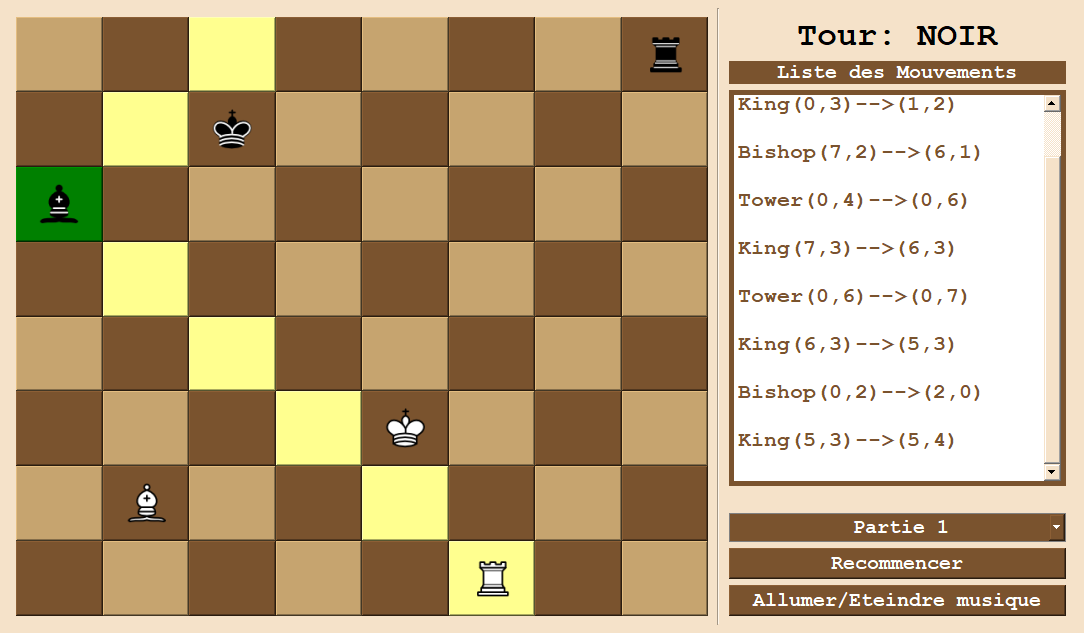 Tour: NOIR
Liste des Mouvements
King(0,3)-->(1,2)
Bishop(7,2)-->(6,1)
Tower(0,4)-->(0,6)
King(7,3)-->(6,3)
Tower(0,6)-->(0,7)
King(6,3)-->(5,3)
Bishop(0,2)-->(2,0)
King(5,3)-->(5,4)
Partie 1
Recommencer
Allumer/Eteindre musique